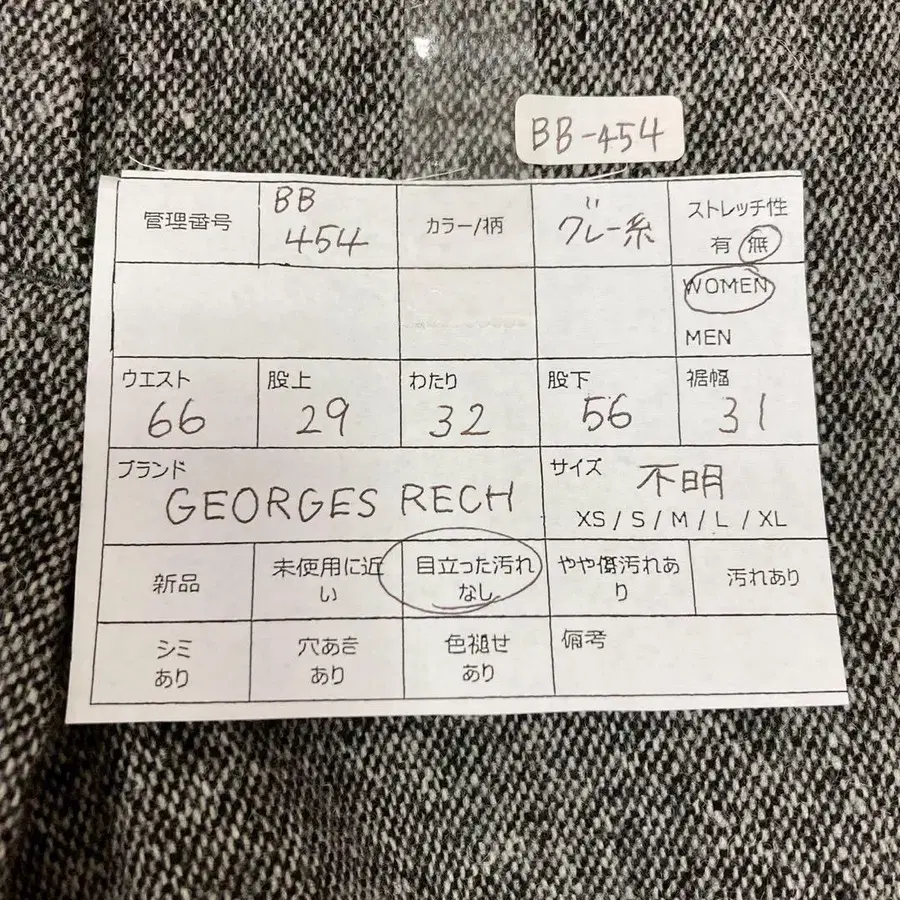 BB-454
管理番号
BB
454
カラー/柄
グレー系
ストレッチ性
有 無
WOMEN
MEN
ウエスト
66
股上
29
わたり
32
股下
56
裾幅
31
ブランド
GEORGES RECH
サイズ
不明
XS / S / M / L / XL
新品
未使用に近
い
目立った汚れ
なし
やや傷汚れあ
り
汚れあり
シミ
あり
穴あき
あり
色褪せ
あり
備考